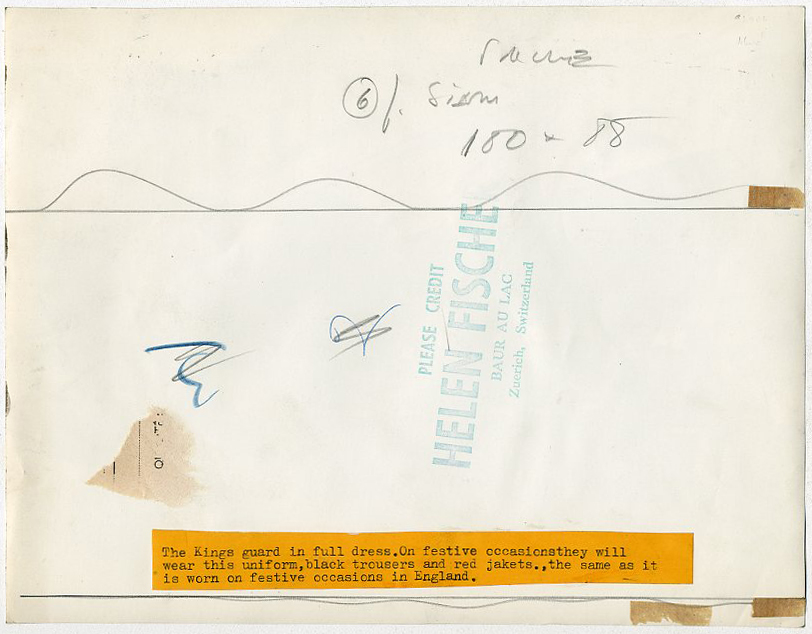 6
Siam
180 × 88
PLEASE CREDIT
HELEN FISCHE
BAUR AU LAC
Zuerich, Switzerland
The Kings guard in full dress.On festive occasionsthey will
wear this uniform,black trousers and red jakets.,the same as it
is worn on festive occasions in England.